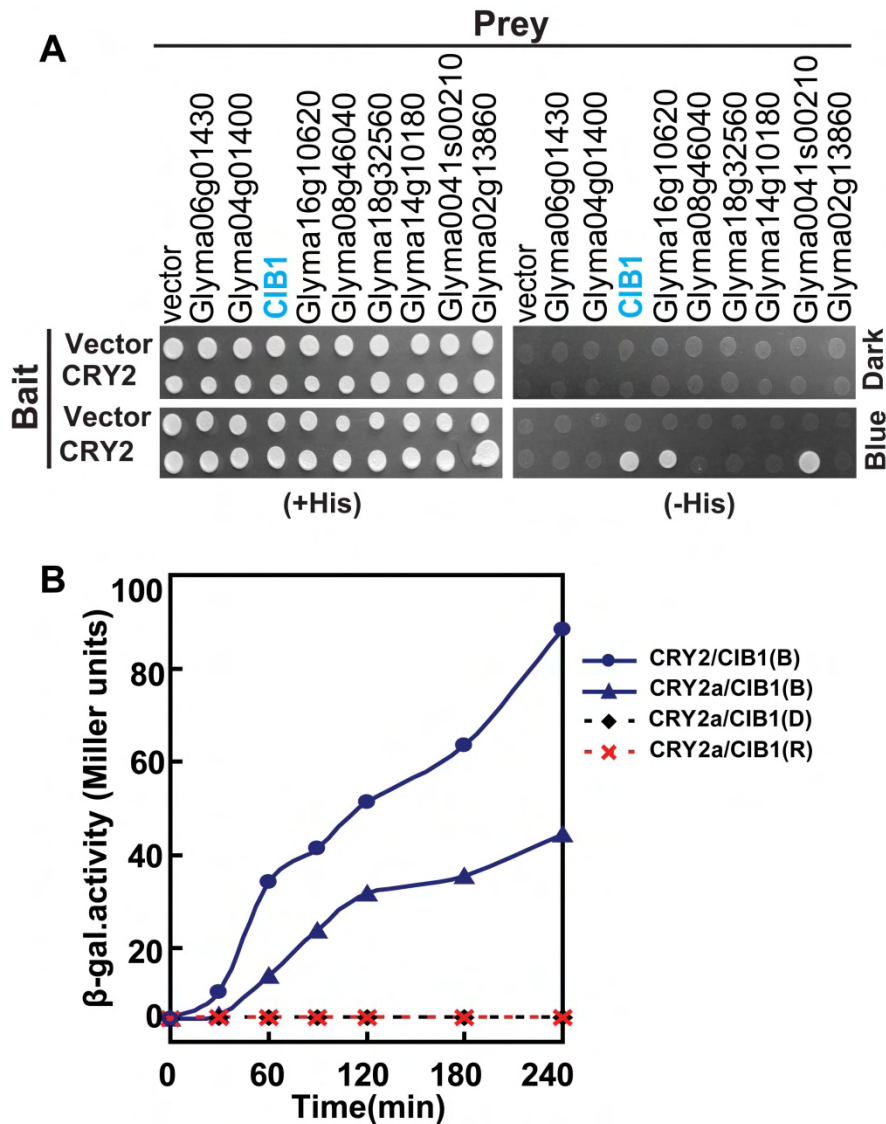 A
Prey
vector
Glyma06g01430
Glyma04g01400
CIB1
Glyma16g10620
Glyma08g46040
Glyma18g32560
Glyma14g10180
Glyma0041s00210
Glyma02g13860
vector
Glyma06g01430
Glyma04g01400
CIB1
Glyma16g10620
Glyma08g46040
Glyma18g32560
Glyma14g10180
Glyma0041s00210
Glyma02g13860
Bait
Vector
CRY2
Dark
Vector
CRY2
Blue
(+His)
(-His)
B
β-gal.activity (Miller units)
100
80
60
40
20
0
0
60
120
180
240
Time(min)
CRY2/CIB1(B)
CRY2a/CIB1(B)
CRY2a/CIB1(D)
CRY2a/CIB1(R)